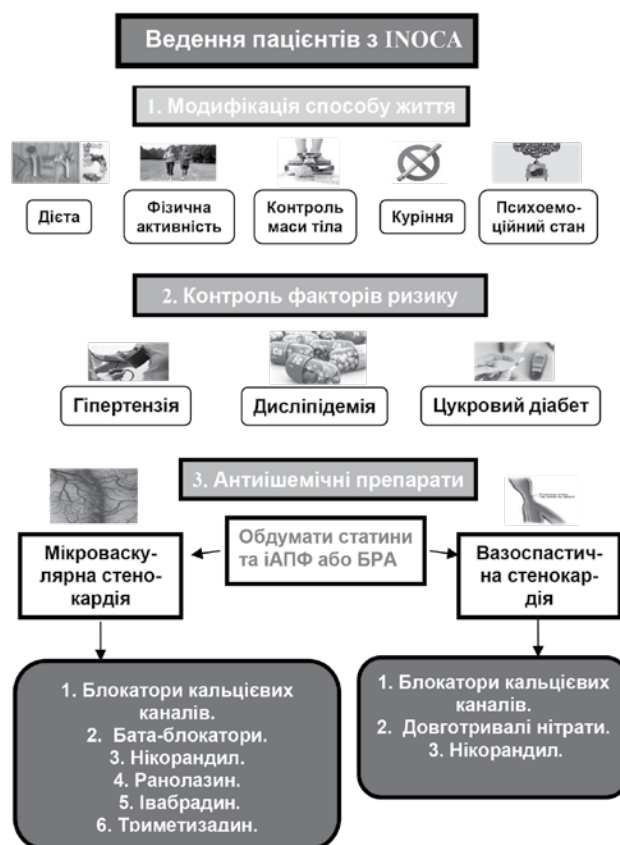 Ведення пацієнтів з INOCA
1. Модифікація способу життя
Дієта
Фізична
активність
Контроль
маси тіла
Куріння
Психоемо-
ційний стан
2. Контроль факторів ризику
Гіпертензія
Дисліпідемія
Цукровий діабет
3. Антиішемічні препарати
Обдумати статини
та іАПФ або БРА
Мікроваску-
лярна стено-
кардія
Вазоспастич-
на стенокар-
дія
1. Блокатори кальцієвих
каналів.
2. Бата-блокатори.
3. Нікорандил.
4. Ранолазин.
5. Івабрадин.
6. Триметизадин.
1. Блокатори кальцієвих
каналів.
2. Довготривалі нітрати.
3. Нікорандил.